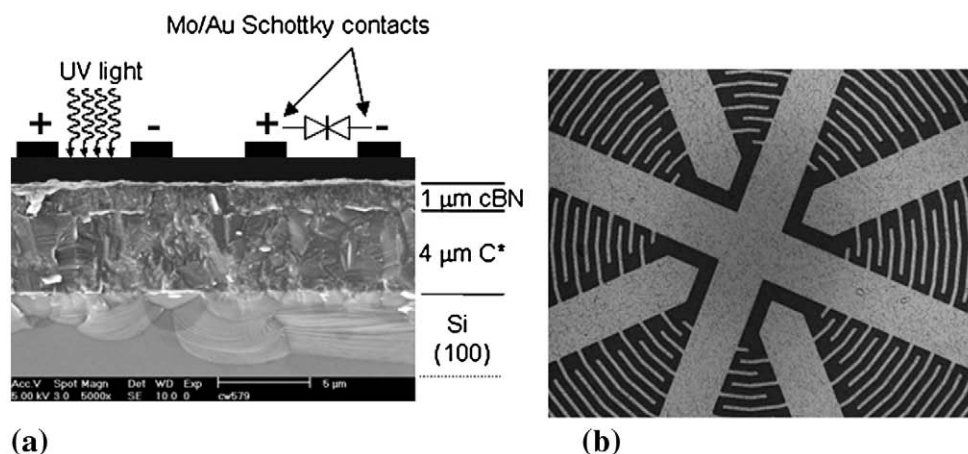 Mo/Au Schottky contacts
UV light
+ - + -
1 µm cBN
4 µm C*
Si
(100)
Acc.V Spot Magn Det WD Exp 5 µm
5.00 kV 3.0 5000x SE 10.0 0 cw579
(a) (b)